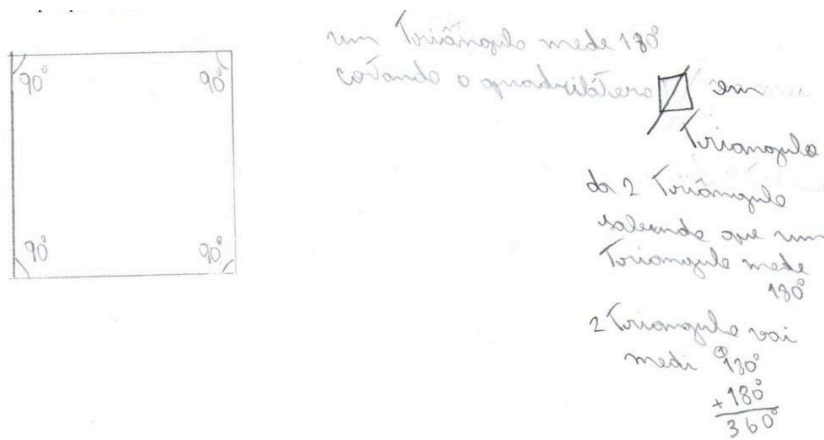 90°
90°
90°
90°
um Triângulo mede 180°
cotando o quadrilátero em
Triangulo
da 2 Triângulo
sabendo que um
Triangulo mede
180°
2 Triangulo vai
medi 180°
+180°
360°